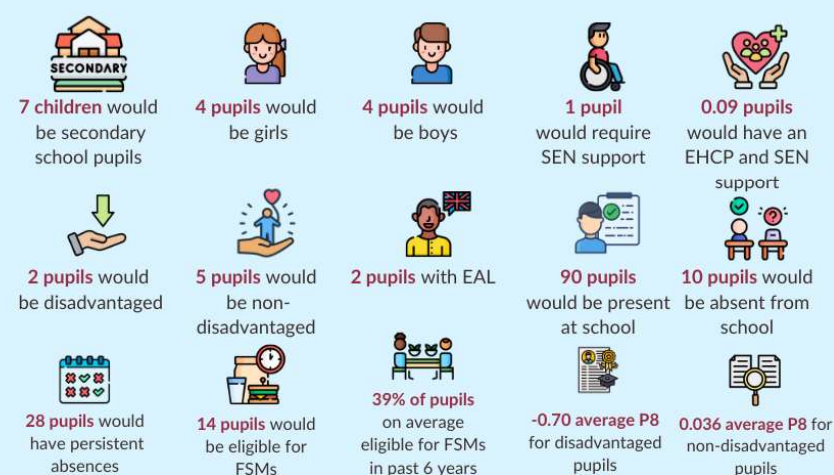 SECONDARY
7 children would
be secondary
school pupils
4 pupils would
be girls
4 pupils would
be boys
1 pupil
would require
SEN support
0.09 pupils
would have an
EHCP and SEN
support
2 pupils would
be disadvantaged
5 pupils would
be non-
disadvantaged
2 pupils with EAL
90 pupils
would be present
at school
10 pupils would
be absent from
school
28 pupils would
have persistent
absences
14 pupils would
be eligible for
FSMs
39% of pupils
on average
eligible for FSMs
in past 6 years
-0.70 average P8
for disadvantaged
pupils
0.036 average P8 for
non-disadvantaged
pupils